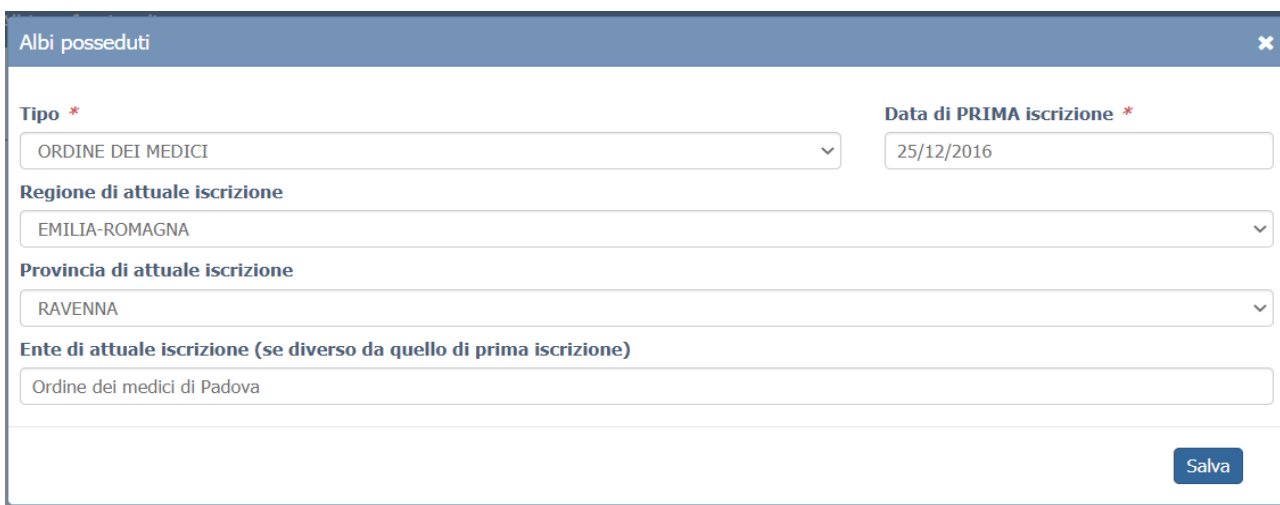 Albi posseduti ×
Tipo * Data di PRIMA iscrizione *
ORDINE DEI MEDICI 25/12/2016
Regione di attuale iscrizione
EMILIA-ROMAGNA
Provincia di attuale iscrizione
RAVENNA
Ente di attuale iscrizione (se diverso da quello di prima iscrizione)
Ordine dei medici di Padova
Salva